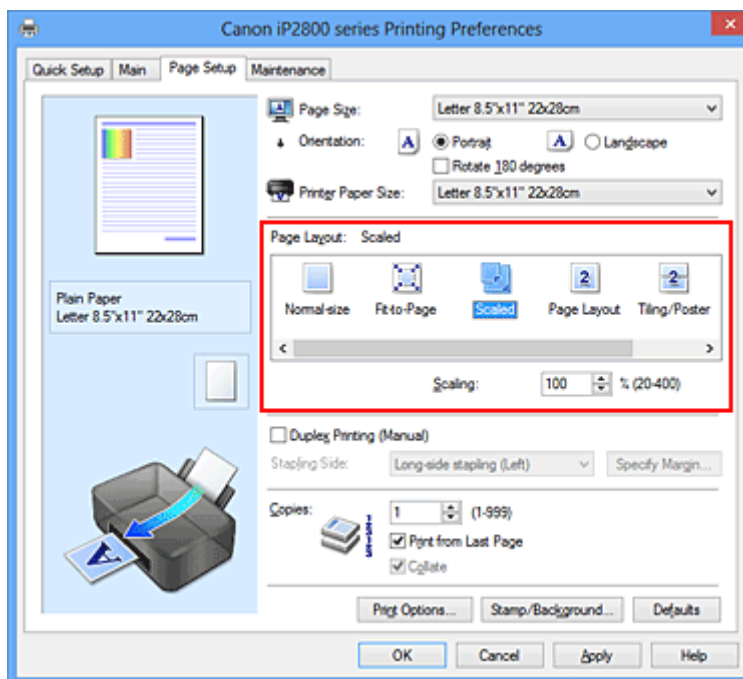 Canon iP2800 series Printing Preferences
Quick Setup Main Page Setup Maintenance
Page Size: Letter 8.5"x11" 22x28cm
Orientation: A Portrait A Landscape
Rotate 180 degrees
Printer Paper Size: Letter 8.5"x11" 22x28cm
Page Layout: Scaled
Normal-size Fit-to-Page Scaled 2 Page Layout 2 Tiling/Poster
Scaling: 100 % (20-400)
Plain Paper
Letter 8.5"x11" 22x28cm
Duplex Printing (Manual)
Stapling Side: Long-side stapling (Left) Specify Margin...
Copies: 1 (1-999)
Print from Last Page
Collate
A
Print Options... Stamp/Background... Defaults
OK Cancel Apply Help